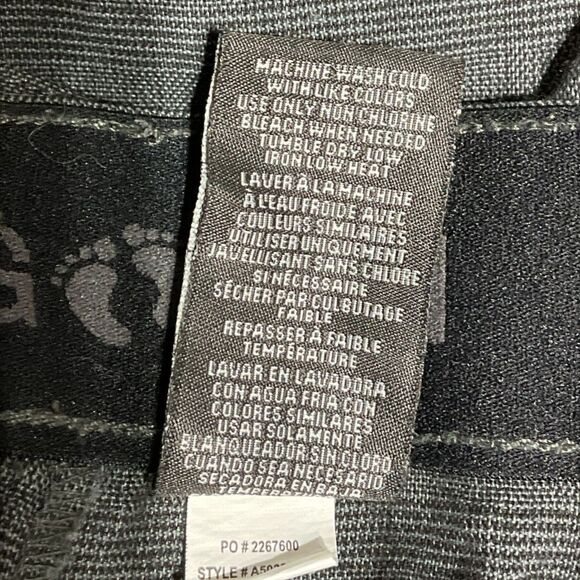 MACHINE WASH COLD
WITH LIKE COLORS
USE ONLY NON CHLORINE
BLEACH WHEN NEEDED
TUMBLE DRY LOW
IRON LOW HEAT
LAVER À LA MACHINE
À L'EAU FROIDE AVEC
COULEURS SIMILAIRES
UTILISER UNIQUEMENT
JAVELLISANT SANS CHLORE
SI NÉCESSAIRE
SÉCHER PAR CULBUTAGE
FAIBLE
REPASSER À FAIBLE
TEMPÉRATURE
LAVAR EN LAVADORA
CON AGUA FRIA CON
COLORES SIMILARES
USAR SOLAMENTE
BLANQUEADOR SIN CLORO
CUANDO SEA NECESARIO
SECADORA EN BAJA
PO # 2267600
STYLE #